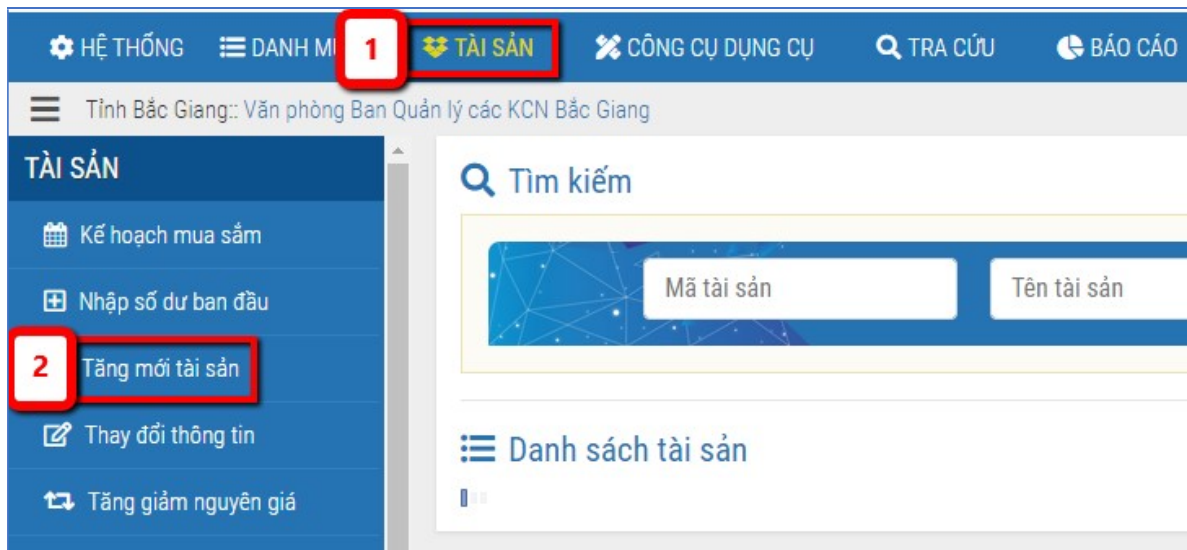 HỆ THỐNG DANH M 1 TÀI SẢN CÔNG CỤ DỤNG CỤ TRA CỨU BÁO CÁO
Tỉnh Bắc Giang:: Văn phòng Ban Quản lý các KCN Bắc Giang
TÀI SẢN
Kế hoạch mua sắm
Nhập số dư ban đầu
2 Tăng mới tài sản
Thay đổi thông tin
Tăng giảm nguyên giá
Tìm kiếm
Mã tài sản Tên tài sản
Danh sách tài sản